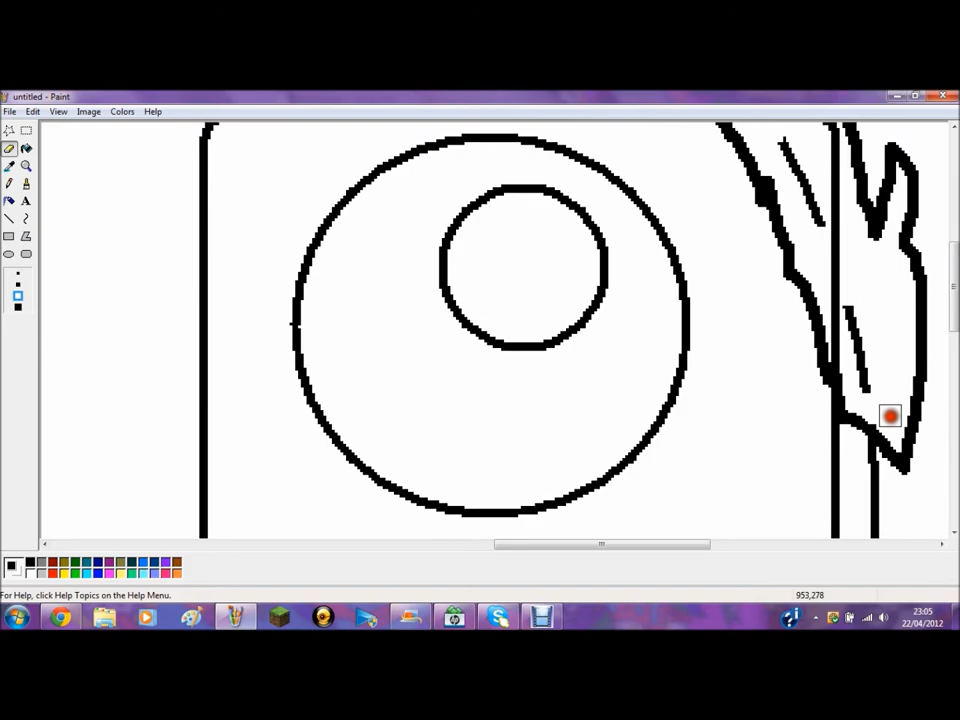 untitled - Paint
File Edit View Image Colors Help
A
For Help, click Help Topics on the Help Menu.
953,278
hp
23:05
22/04/2012